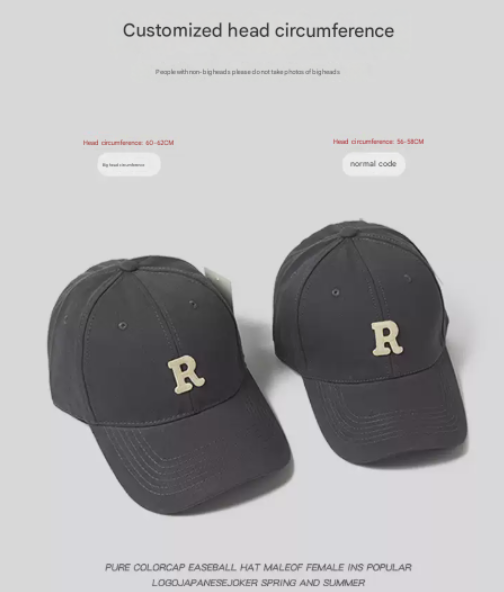 Customized head circumference
People with non-big heads please do not take photos of big heads
Head circumference: 60-62CM
Head circumference: 56-58CM
Big head circumference
normal code
R
R
PURE COLORCAP EASEBALL HAT MALEOF FEMALE INS POPULAR
LOGOJAPANESEJOKER SPRING AND SUMMER